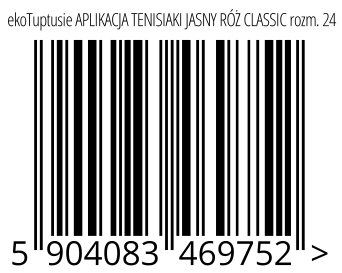 ekoTuptusie APLIKACJA TENISIAKI JASNY RÓŻ CLASSIC rozm. 24
5 904083 469752 >